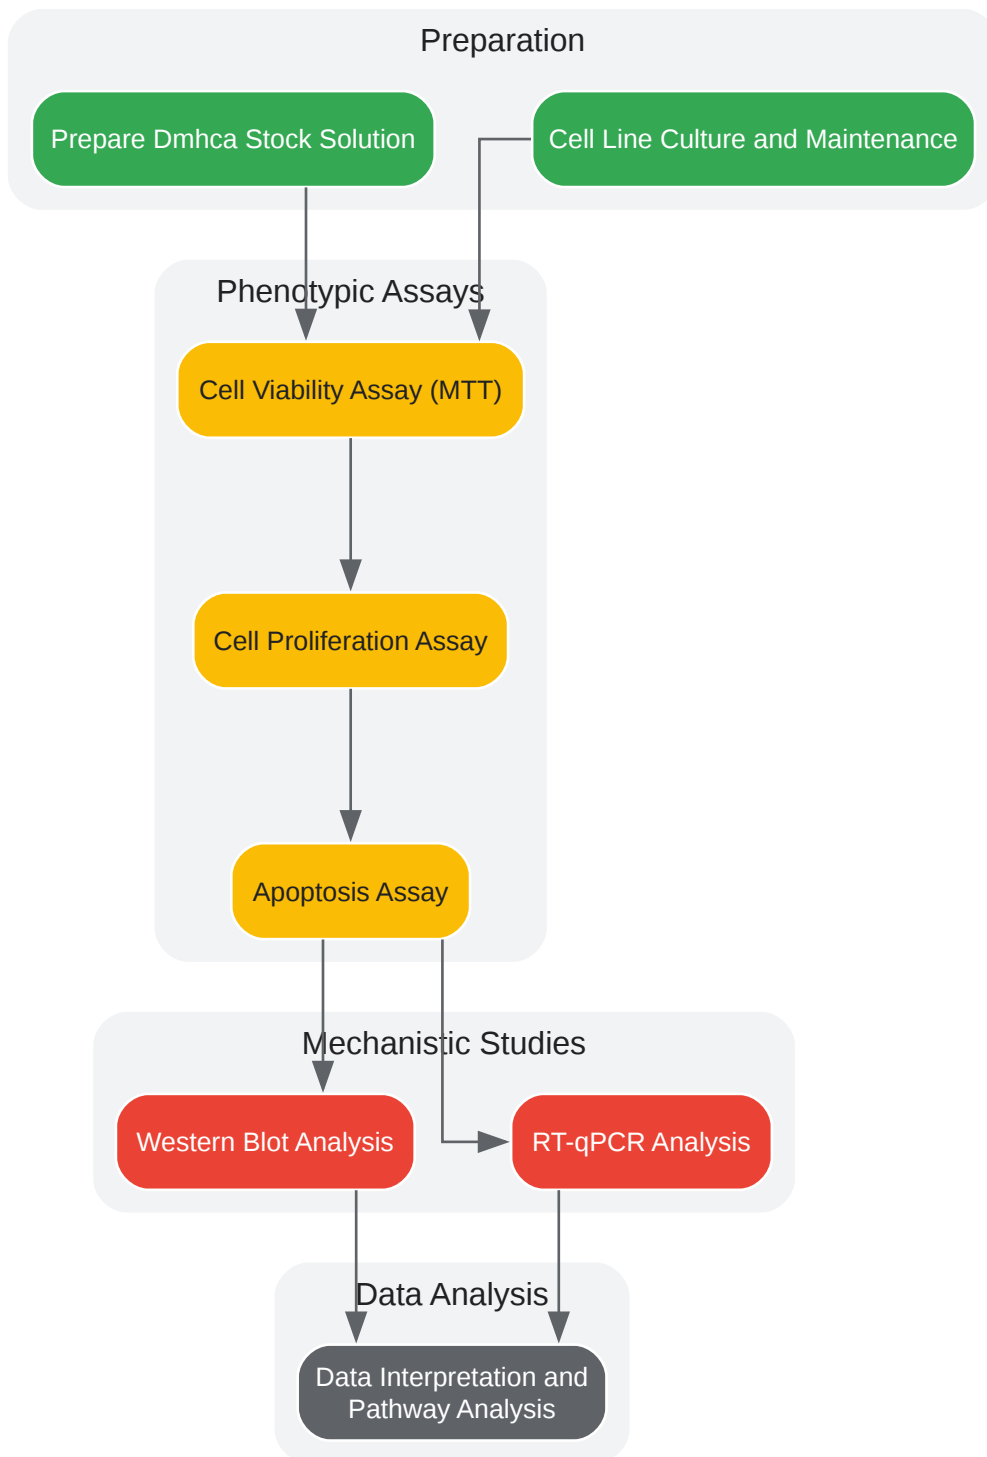 Preparation
Prepare Dmhca Stock Solution
Cell Line Culture and Maintenance
Phenotypic Assays
Cell Viability Assay (MTT)
Cell Proliferation Assay
Apoptosis Assay
Mechanistic Studies
Western Blot Analysis
RT-qPCR Analysis
Data Analysis
Data Interpretation and
Pathway Analysis